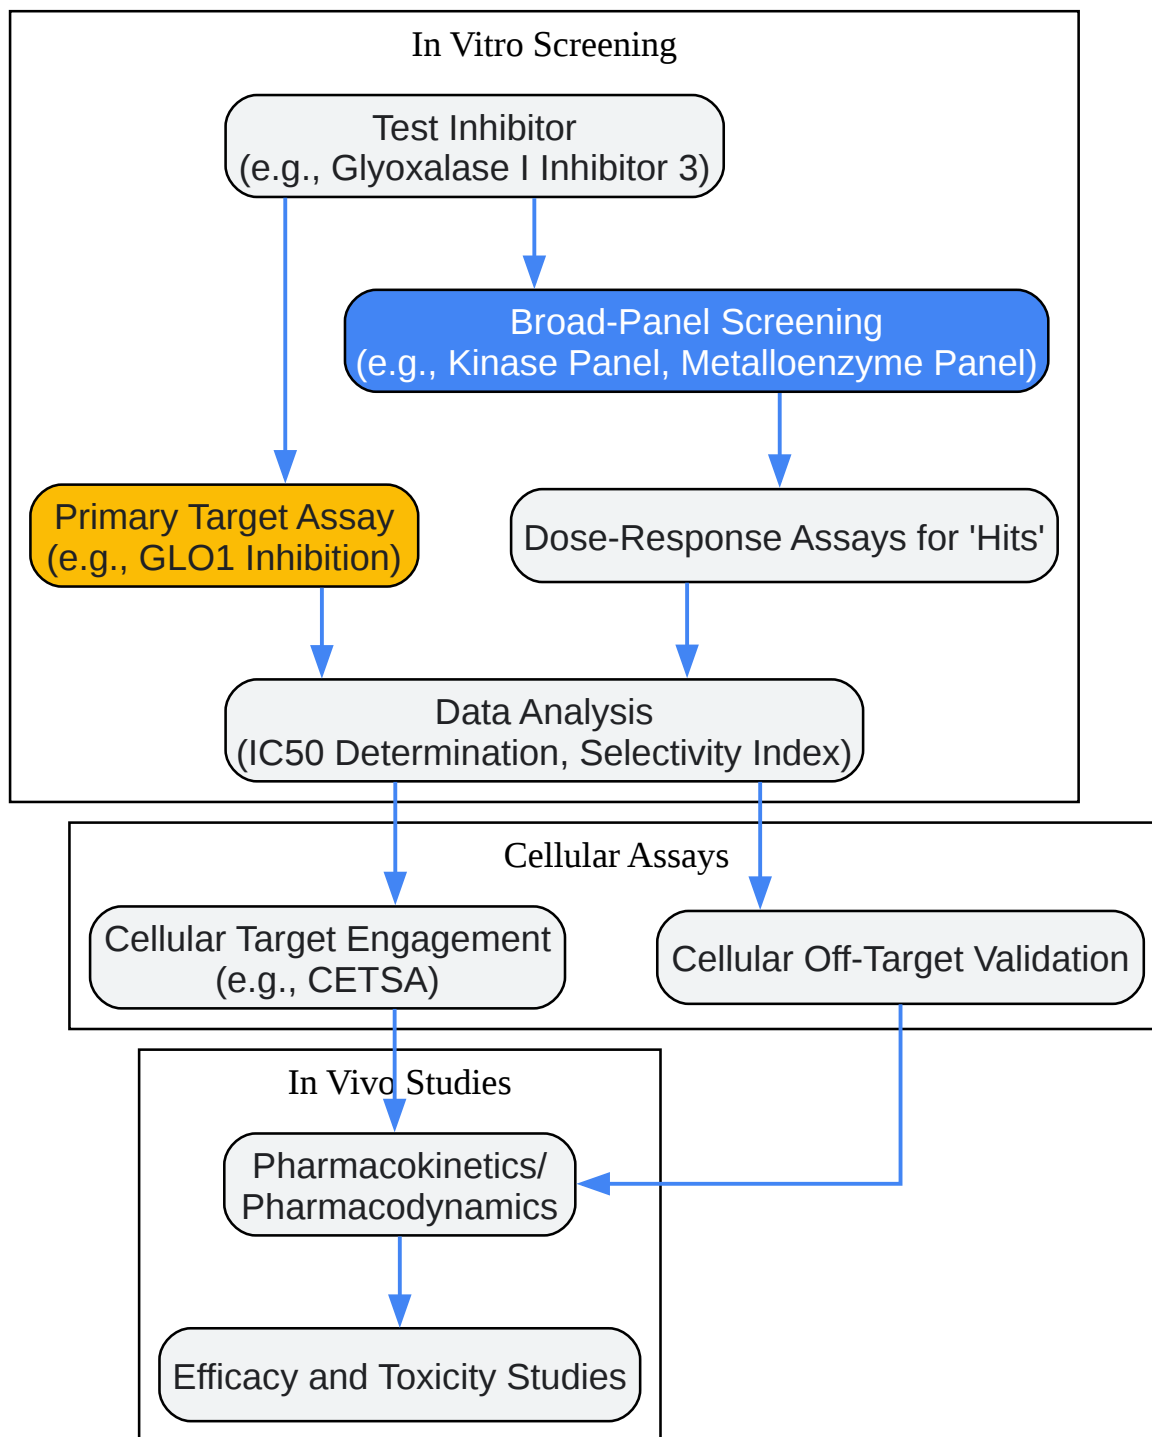 In Vitro Screening
Test Inhibitor
(e.g., Glyoxalase I Inhibitor 3)
Broad-Panel Screening
(e.g., Kinase Panel, Metalloenzyme Panel)
Primary Target Assay
(e.g., GLO1 Inhibition)
Dose-Response Assays for 'Hits'
Data Analysis
(IC50 Determination, Selectivity Index)
Cellular Assays
Cellular Target Engagement
(e.g., CETSA)
Cellular Off-Target Validation
In Vivo Studies
Pharmacokinetics/
Pharmacodynamics
Efficacy and Toxicity Studies